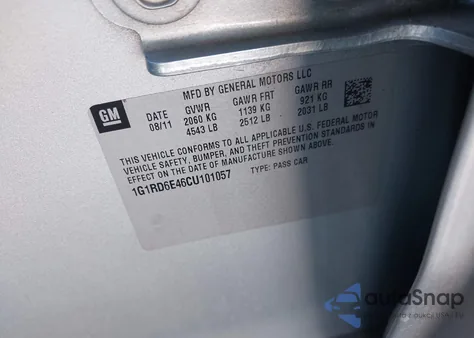 MFD BY GENERAL MOTORS LLC
GM
DATE GVWR GAWR FRT GAWR RR
08/11 2060 KG 1139 KG 921 KG
4543 LB 2512 LB 2031 LB
THIS VEHICLE CONFORMS TO ALL APPLICABLE U.S. FEDERAL MOTOR
VEHICLE SAFETY, BUMPER, AND THEFT PREVENTION STANDARDS IN
EFFECT ON THE DATE OF MANUFACTURE SHOWN ABOVE.
1G1RD6E46CU101057 TYPE: PASS CAR
autoSnap